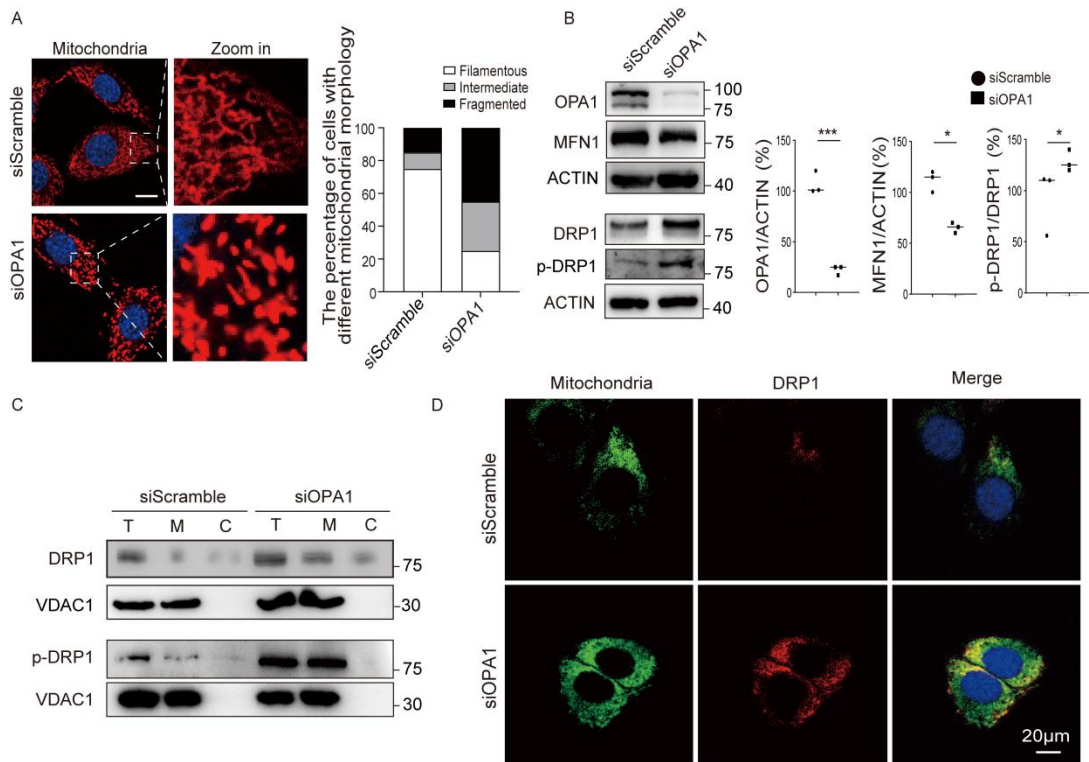 A
Mitochondria
Zoom in
siScramble
siOPA1
The percentage of cells with
different mitochondrial morphology
Filamentous
Intermediate
Fragmented
100
80
60
40
20
0
siScramble
siOPA1
B
siScramble
siOPA1
OPA1
100
75
MFN1
75
ACTIN
40
DRP1
75
p-DRP1
75
ACTIN
40
siScramble
siOPA1
OPA1/ACTIN (%)
150
100
50
0
***
MFN1/ACTIN(%)
150
100
50
0
*
p-DRP1/DRP1 (%)
150
100
50
0
*
C
siScramble
siOPA1
T M C T M C
DRP1
75
VDAC1
30
p-DRP1
75
VDAC1
30
D
Mitochondria
DRP1
Merge
siScramble
siOPA1
20μm